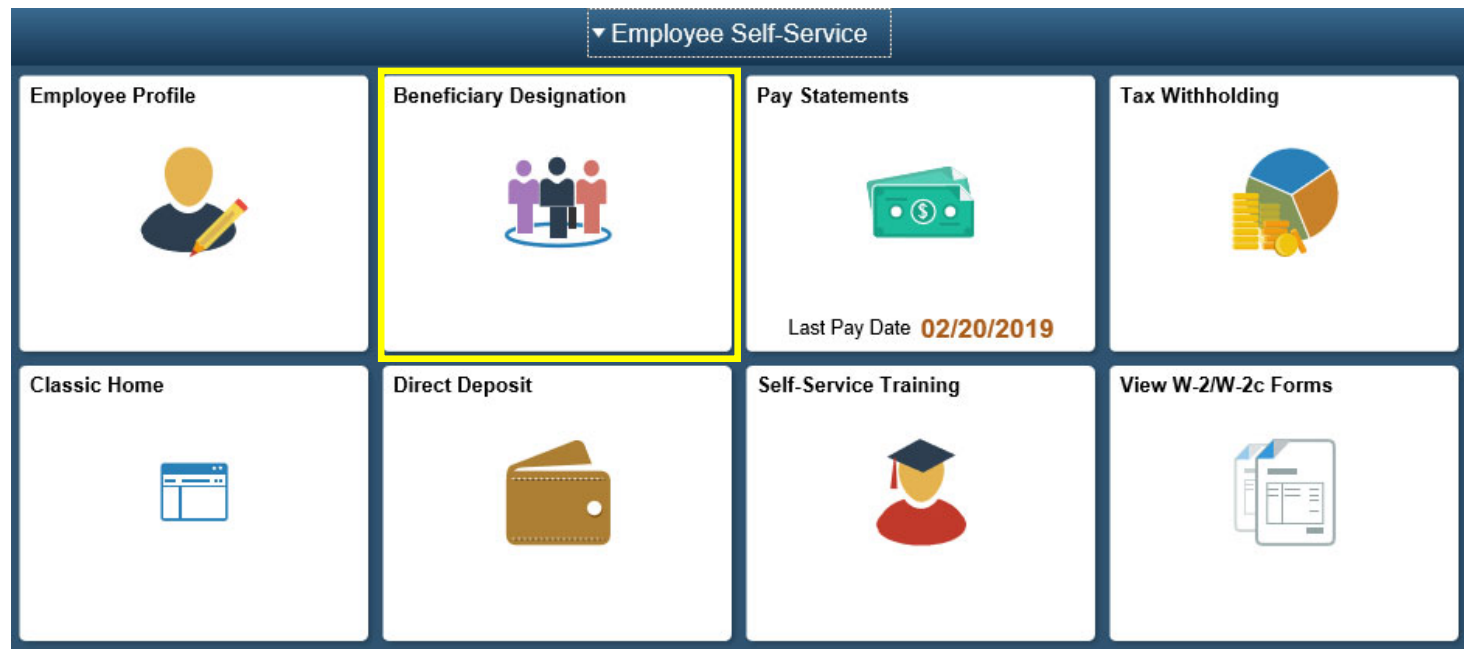 Employee Self-Service
Employee Profile
Beneficiary Designation
Pay Statements
Last Pay Date 02/20/2019
Tax Withholding
Classic Home
Direct Deposit
Self-Service Training
View W-2/W-2c Forms